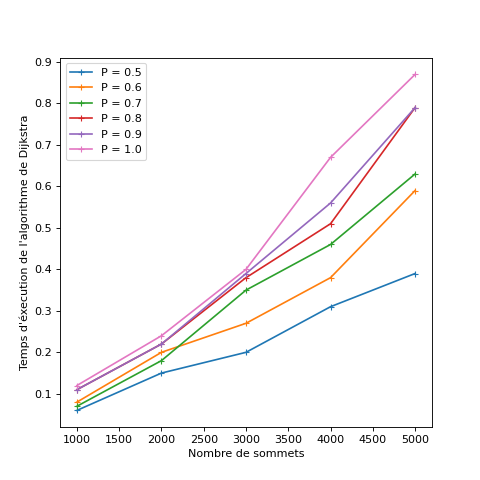 P = 0.5
P = 0.6
P = 0.7
P = 0.8
P = 0.9
P = 1.0
0.9
0.8
0.7
0.6
0.5
0.4
0.3
0.2
0.1
Temps d'éxecution de l'algorithme de Dijkstra
1000 1500 2000 2500 3000 3500 4000 4500 5000
Nombre de sommets